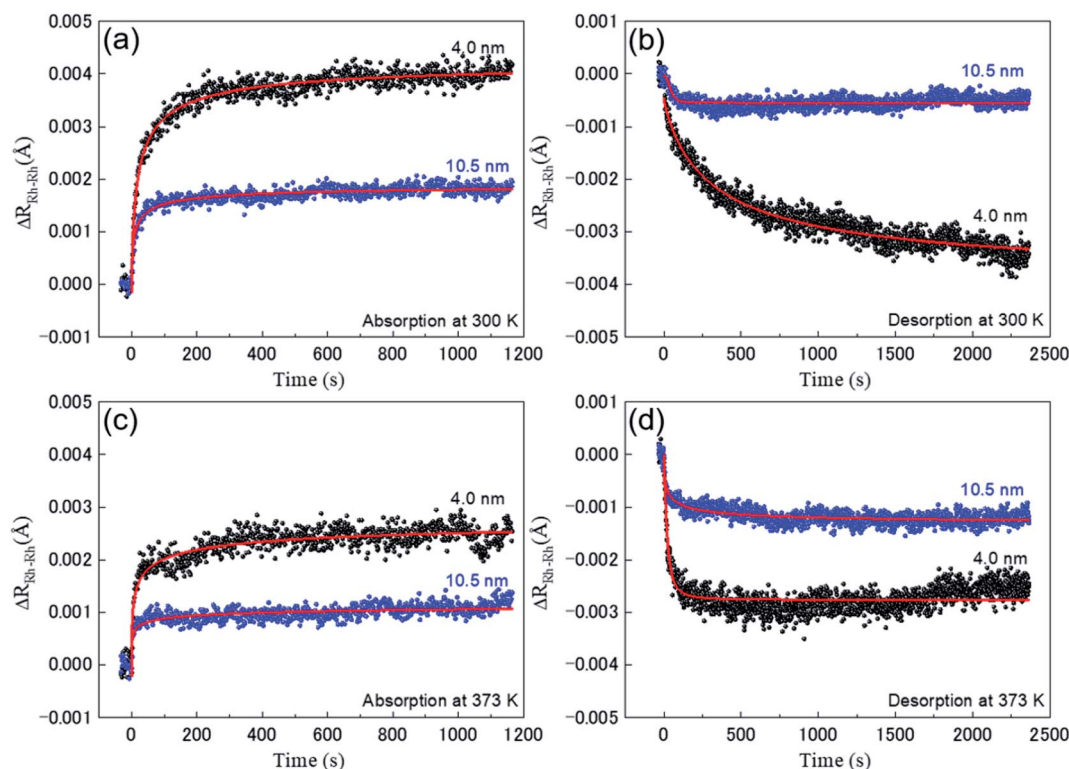 (a)
0.005
0.004
0.003
0.002
0.001
0.000
−0.001
ΔR_Rh-Rh(Å)
4.0 nm
10.5 nm
Absorption at 300 K
0 200 400 600 800 1000 1200
Time (s)
(b)
0.001
0.000
−0.001
−0.002
−0.003
−0.004
−0.005
ΔR_Rh-Rh(Å)
10.5 nm
4.0 nm
Desorption at 300 K
0 500 1000 1500 2000 2500
Time (s)
(c)
0.005
0.004
0.003
0.002
0.001
0.000
−0.001
ΔR_Rh-Rh(Å)
4.0 nm
10.5 nm
Absorption at 373 K
0 200 400 600 800 1000 1200
Time (s)
(d)
0.001
0.000
−0.001
−0.002
−0.003
−0.004
−0.005
ΔR_Rh-Rh(Å)
10.5 nm
4.0 nm
Desorption at 373 K
0 500 1000 1500 2000 2500
Time (s)